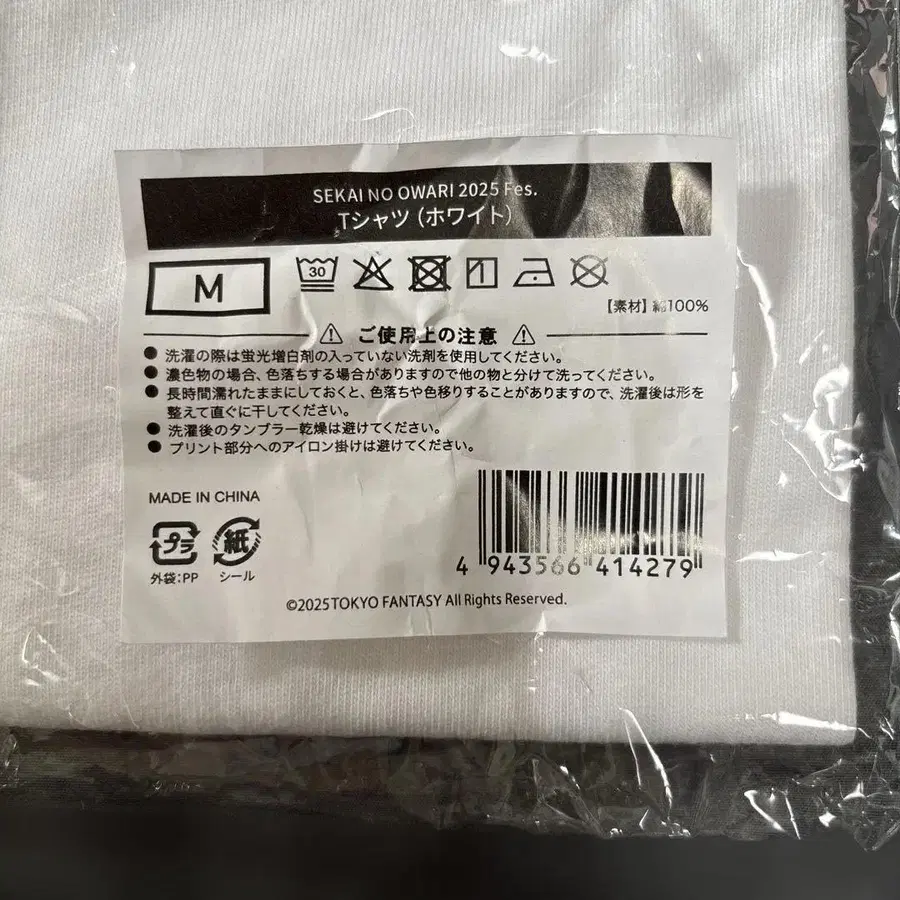 SEKAI NO OWARI 2025 Fes.
Tシャツ（ホワイト）
M
30
【素材】綿100%
ご使用上の注意
● 洗濯の際は蛍光増白剤の入っていない洗剤を使用してください。
● 濃色物の場合、色落ちする場合がありますので他の物と分けて洗ってください。
● 長時間濡れたままにしておくと、色落ちや色移りすることがありますので、洗濯後は形を
整えて直ぐに干してください。
● 洗濯後のタンブラー乾燥は避けてください。
● プリント部分へのアイロン掛けは避けてください。
MADE IN CHINA
プラ
紙
外袋:PP
シール
4 943566 414279
©2025TOKYO FANTASY All Rights Reserved.